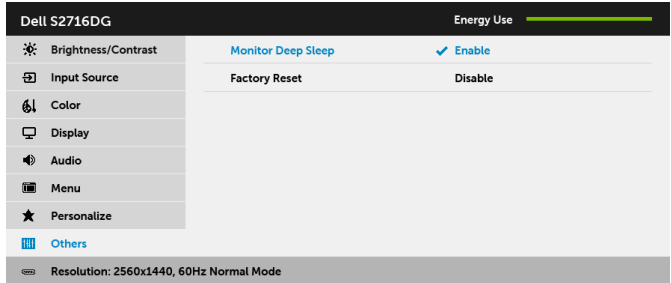 Dell S2716DG Energy Use
Brightness/Contrast Monitor Deep Sleep Enable
Input Source Factory Reset Disable
Color
Display
Audio
Menu
Personalize
Others
Resolution: 2560x1440, 60Hz Normal Mode